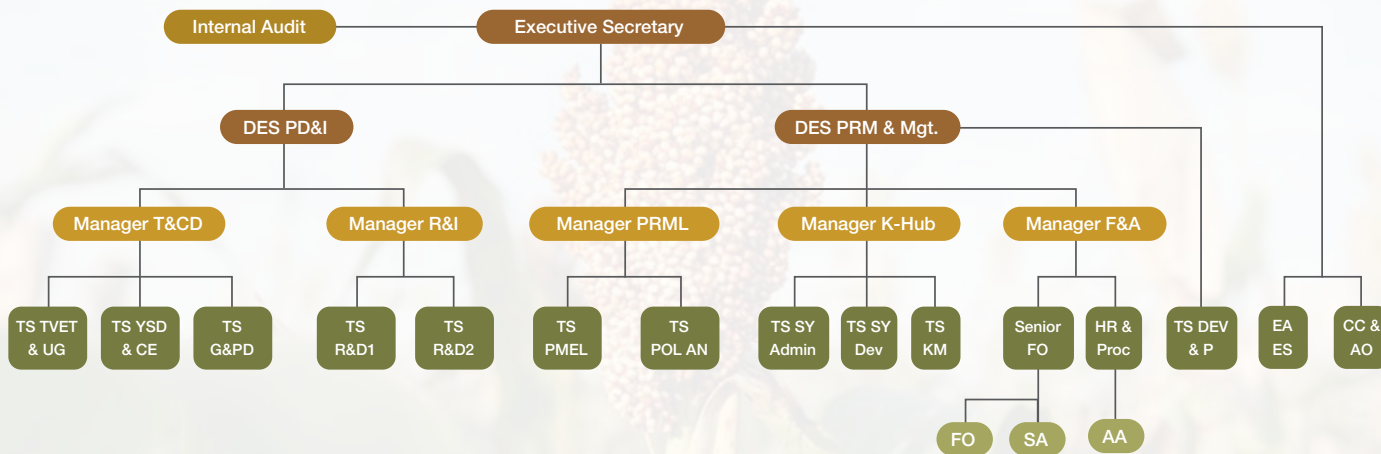 Internal Audit
Executive Secretary
DES PD&I
DES PRM & Mgt.
Manager T&CD
Manager R&I
Manager PRML
Manager K-Hub
Manager F&A
TS TVET
& UG
TS YSD
& CE
TS
G&PD
TS
R&D1
TS
R&D2
TS
PMEL
TS
POL AN
TS SY
Admin
TS SY
Dev
TS
KM
Senior
FO
HR &
Proc
TS DEV
& P
EA
ES
CC &
AO
FO
SA
AA